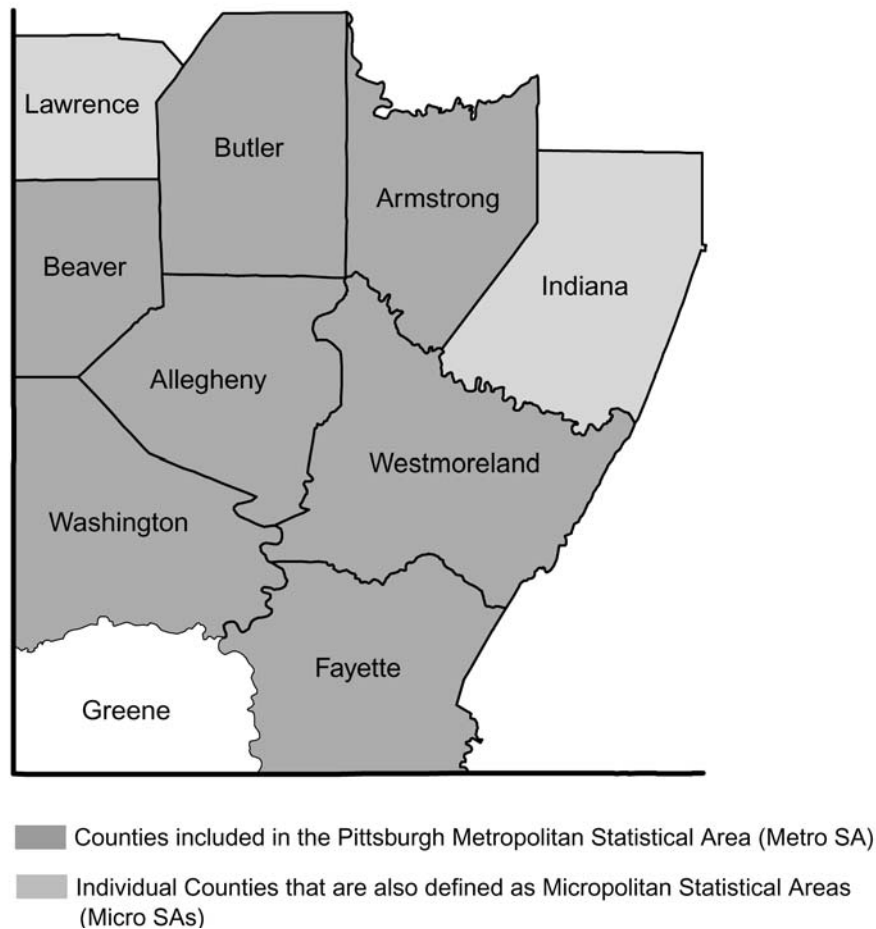 Lawrence
Butler
Armstrong
Beaver
Indiana
Allegheny
Westmoreland
Washington
Fayette
Greene
Counties included in the Pittsburgh Metropolitan Statistical Area (Metro SA)
Individual Counties that are also defined as Micropolitan Statistical Areas
(Micro SAs)